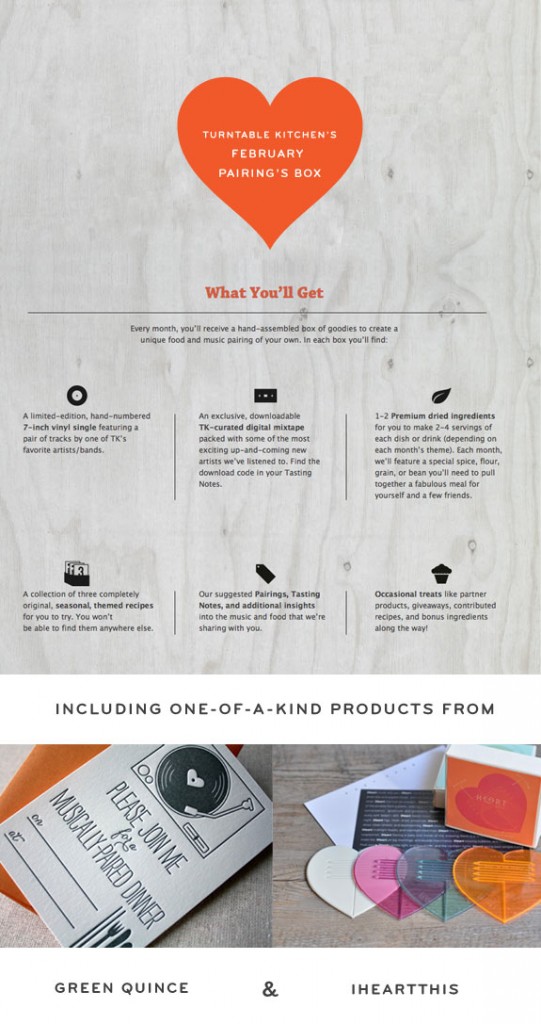 TURNTABLE KITCHEN'S
FEBRUARY
PAIRING'S BOX
What You'll Get
Every month, you'll receive a hand-assembled box of goodies to create a
unique food and music pairing of your own. In each box you'll find:
A limited-edition, hand-numbered
7-inch vinyl single featuring a
pair of tracks by one of TK's
favorite artists/bands.
An exclusive, downloadable
TK-curated digital mixtape
packed with some of the most
exciting up-and-coming new
artists we've listened to. Find the
download code in your Tasting
Notes.
1-2 Premium dried ingredients
for you to make 2-4 servings of
each dish or drink (depending on
each month's theme). Each month,
we'll feature a special spice, flour,
grain, or bean you'll need to pull
together a fabulous meal for
yourself and a few friends.
A collection of three completely
original, seasonal, themed recipes
for you to try. You won't
be able to find them anywhere else.
Our suggested Pairings, Tasting
Notes, and additional insights
into the music and food that we're
sharing with you.
Occasional treats like partner
products, giveaways, contributed
recipes, and bonus ingredients
along the way!
INCLUDING ONE-OF-A-KIND PRODUCTS FROM
PLEASE JOIN ME
for a
MUSICALLY-PAIRED DINNER
on
at
GREEN QUINCE & IHEARTTHIS